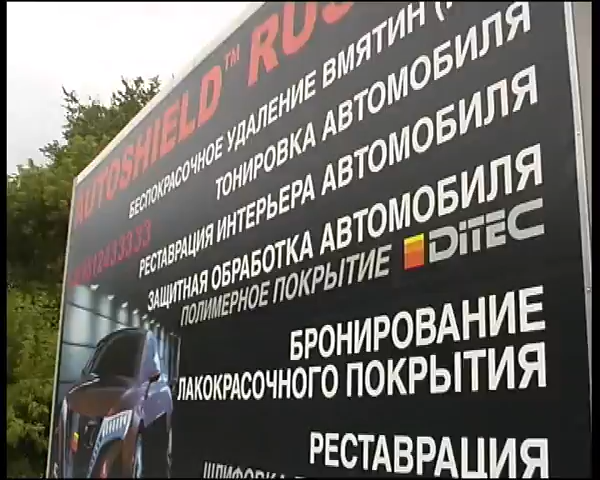 AUTOSHIELD™ RUS
БЕСПОКРАСОЧНОЕ УДАЛЕНИЕ ВМЯТИН
ТОНИРОВКА АВТОМОБИЛЯ
РЕСТАВРАЦИЯ ИНТЕРЬЕРА АВТОМОБИЛЯ
ЗАЩИТНАЯ ОБРАБОТКА АВТОМОБИЛЯ
ПОЛИМЕРНОЕ ПОКРЫТИЕ DiTEC
БРОНИРОВАНИЕ
ЛАКОКРАСОЧНОГО ПОКРЫТИЯ
РЕСТАВРАЦИЯ
ШЛИФОВКА